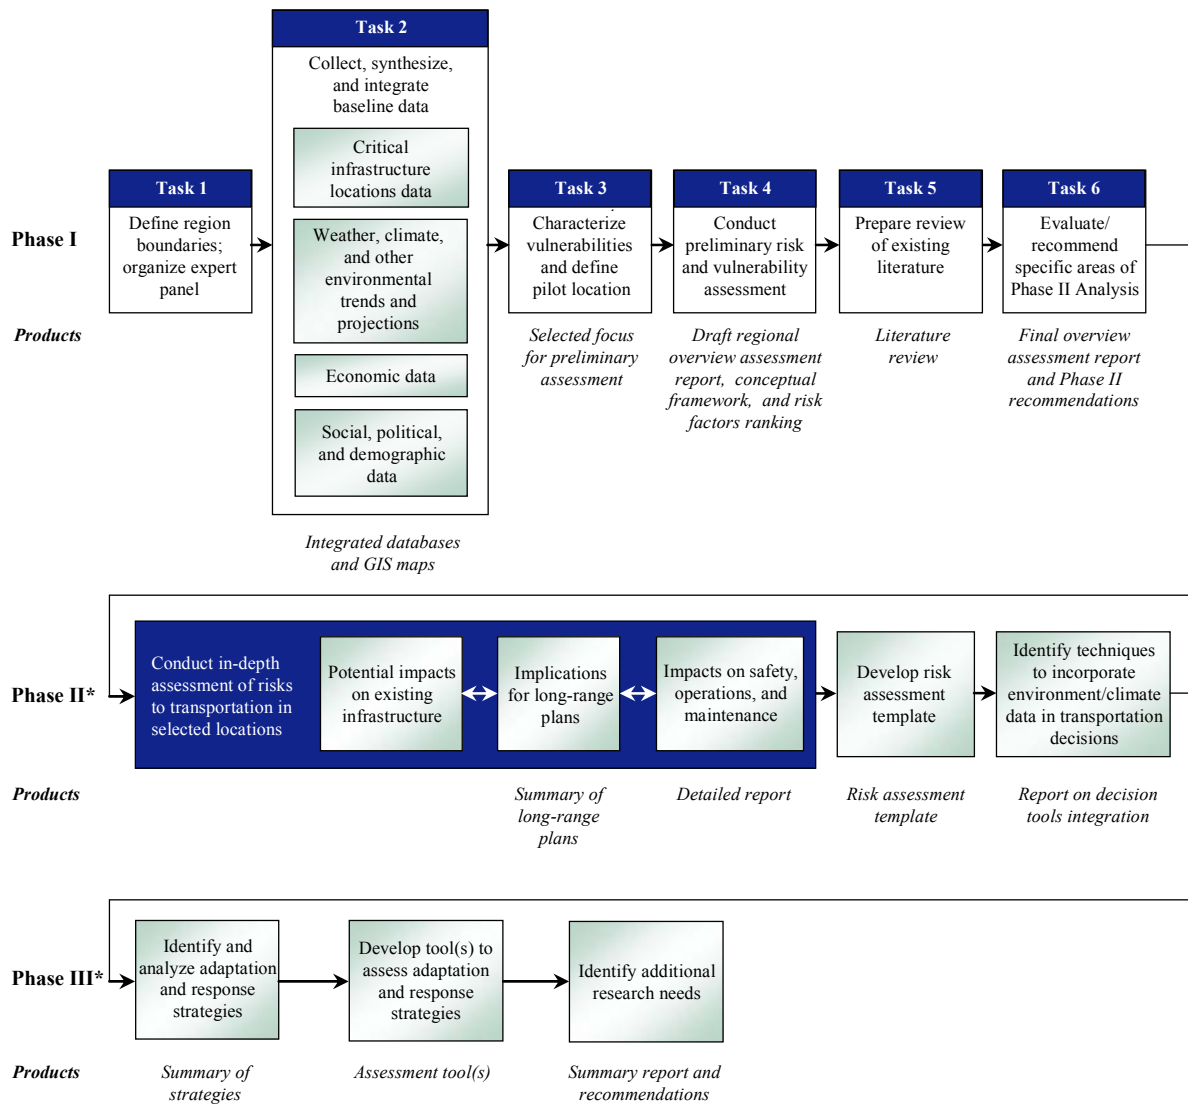 Task 2
Collect, synthesize,
and integrate
baseline data
Critical
infrastructure
locations data
Weather, climate,
and other
environmental
trends and
projections
Economic data
Social, political,
and demographic
data
Integrated databases
and GIS maps
Phase I
Task 1
Define region
boundaries;
organize expert
panel
Task 3
Characterize
vulnerabilities
and define
pilot location
Task 4
Conduct
preliminary risk
and vulnerability
assessment
Task 5
Prepare review
of existing
literature
Task 6
Evaluate/
recommend
specific areas of
Phase II Analysis
Products
Selected focus
for preliminary
assessment
Draft regional
overview assessment
report, conceptual
framework, and risk
factors ranking
Literature
review
Final overview
assessment report
and Phase II
recommendations
Phase II*
Conduct in-depth
assessment of risks
to transportation in
selected locations
Potential impacts
on existing
infrastructure
Implications
for long-range
plans
Impacts on safety,
operations, and
maintenance
Develop risk
assessment
template
Identify techniques
to incorporate
environment/climate
data in transportation
decisions
Products
Summary of
long-range
plans
Detailed report
Risk assessment
template
Report on decision
tools integration
Phase III*
Identify and
analyze adaptation
and response
strategies
Develop tool(s) to
assess adaptation
and response
strategies
Identify additional
research needs
Products
Summary of
strategies
Assessment tool(s)
Summary report and
recommendations